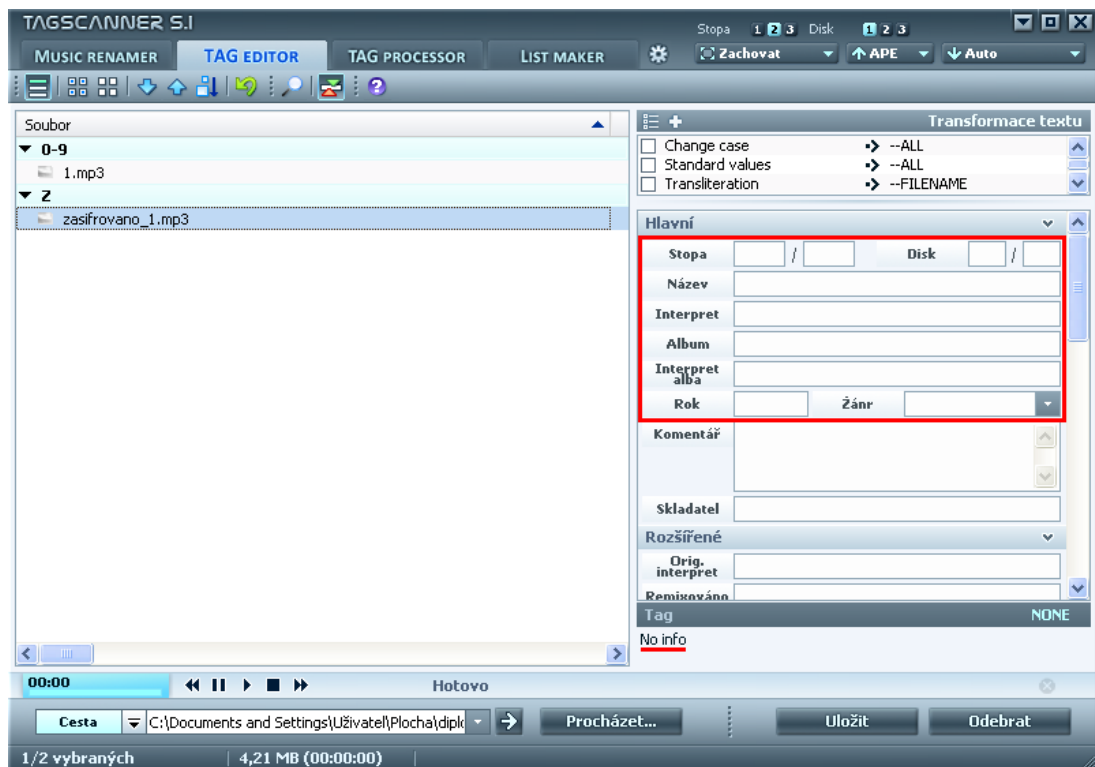 TAGSCANNER 5.1
Stopa 1 2 3 Disk 1 2 3
MUSIC RENAMER TAG EDITOR TAG PROCESSOR LIST MAKER
Zachovat APE Auto
Soubor
0-9
1.mp3
Z
zasifrovano_1.mp3
Transformace textu
Change case --ALL
Standard values --ALL
Transliteration --FILENAME
Hlavní
Stopa / Disk /
Název
Interpret
Album
Interpret
alba
Rok Žánr
Komentář
Skladatel
Rozšířené
Orig.
interpret
Remixováno
Tag NONE
No info
00:00 Hotovo
Cesta C:\Documents and Settings\Uživatel\Plocha\dipl Procházet... Uložit Odebrat
1/2 vybraných 4,21 MB (00:00:00)